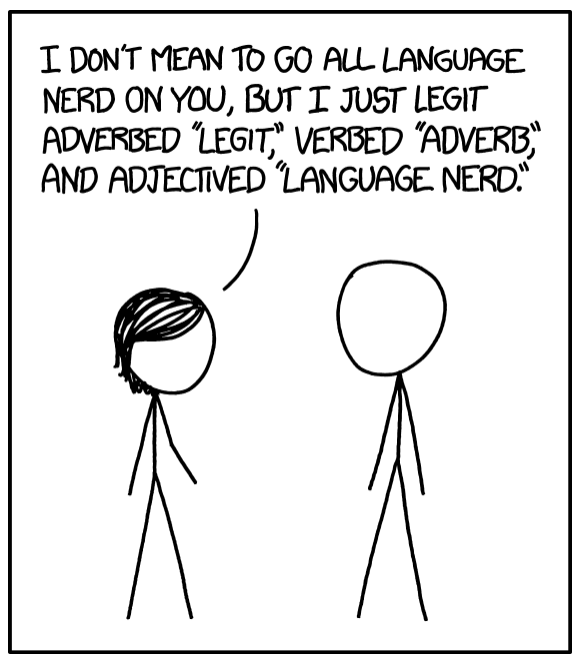 I DON'T MEAN TO GO ALL LANGUAGE
NERD ON YOU, BUT I JUST LEGIT
ADVERBED "LEGIT," VERBED "ADVERB,"
AND ADJECTIVED "LANGUAGE NERD."